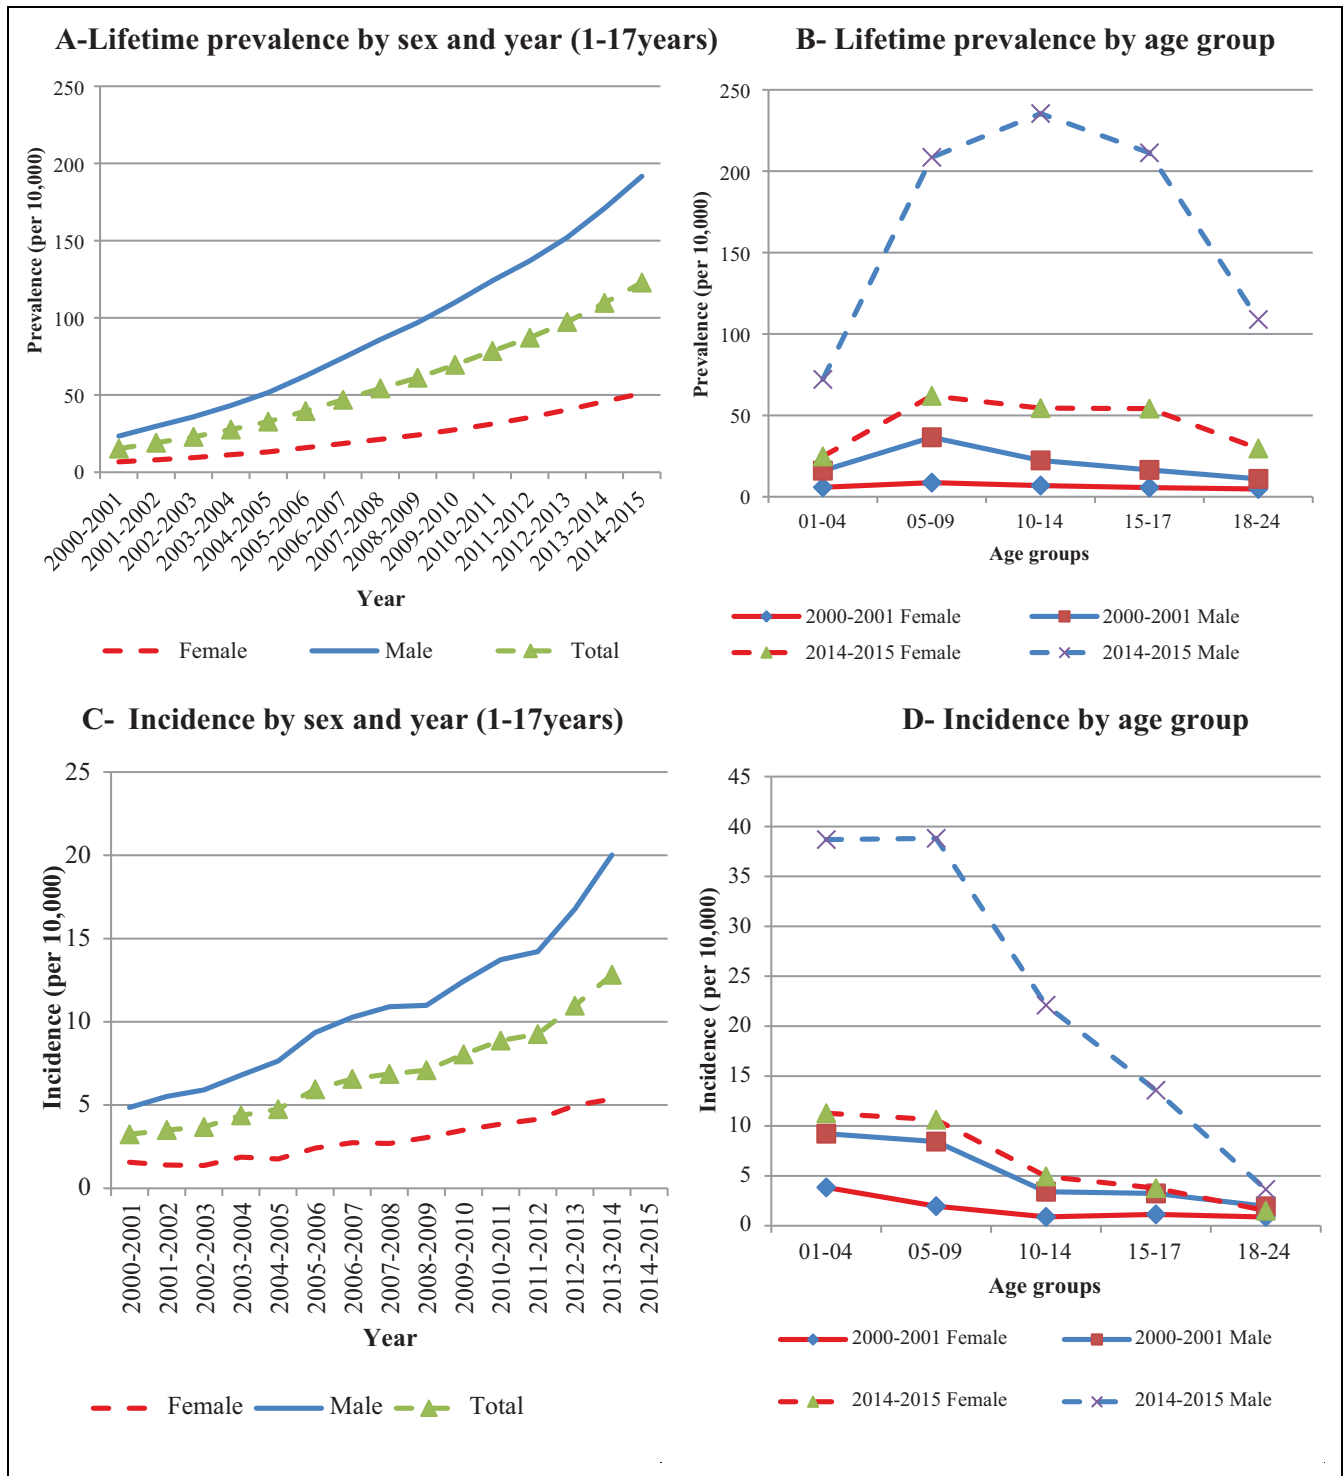 A-Lifetime prevalence by sex and year (1-17years)
250
200
150
100
50
0
Prevalence (per 10,000)
2000-2001
2001-2002
2002-2003
2003-2004
2004-2005
2005-2006
2006-2007
2007-2008
2008-2009
2009-2010
2010-2011
2011-2012
2012-2013
2013-2014
2014-2015
Year
Female Male Total
B- Lifetime prevalence by age group
250
200
150
100
50
0
Prevalence (per 10,000)
01-04 05-09 10-14 15-17 18-24
Age groups
2000-2001 Female 2000-2001 Male
2014-2015 Female 2014-2015 Male
C- Incidence by sex and year (1-17years)
25
20
15
10
5
0
Incidence (per 10,000)
2000-2001
2001-2002
2002-2003
2003-2004
2004-2005
2005-2006
2006-2007
2007-2008
2008-2009
2009-2010
2010-2011
2011-2012
2012-2013
2013-2014
2014-2015
Year
Female Male Total
D- Incidence by age group
45
40
35
30
25
20
15
10
5
0
Incidence ( per 10,000)
01-04 05-09 10-14 15-17 18-24
Age groups
2000-2001 Female 2000-2001 Male
2014-2015 Female 2014-2015 Male